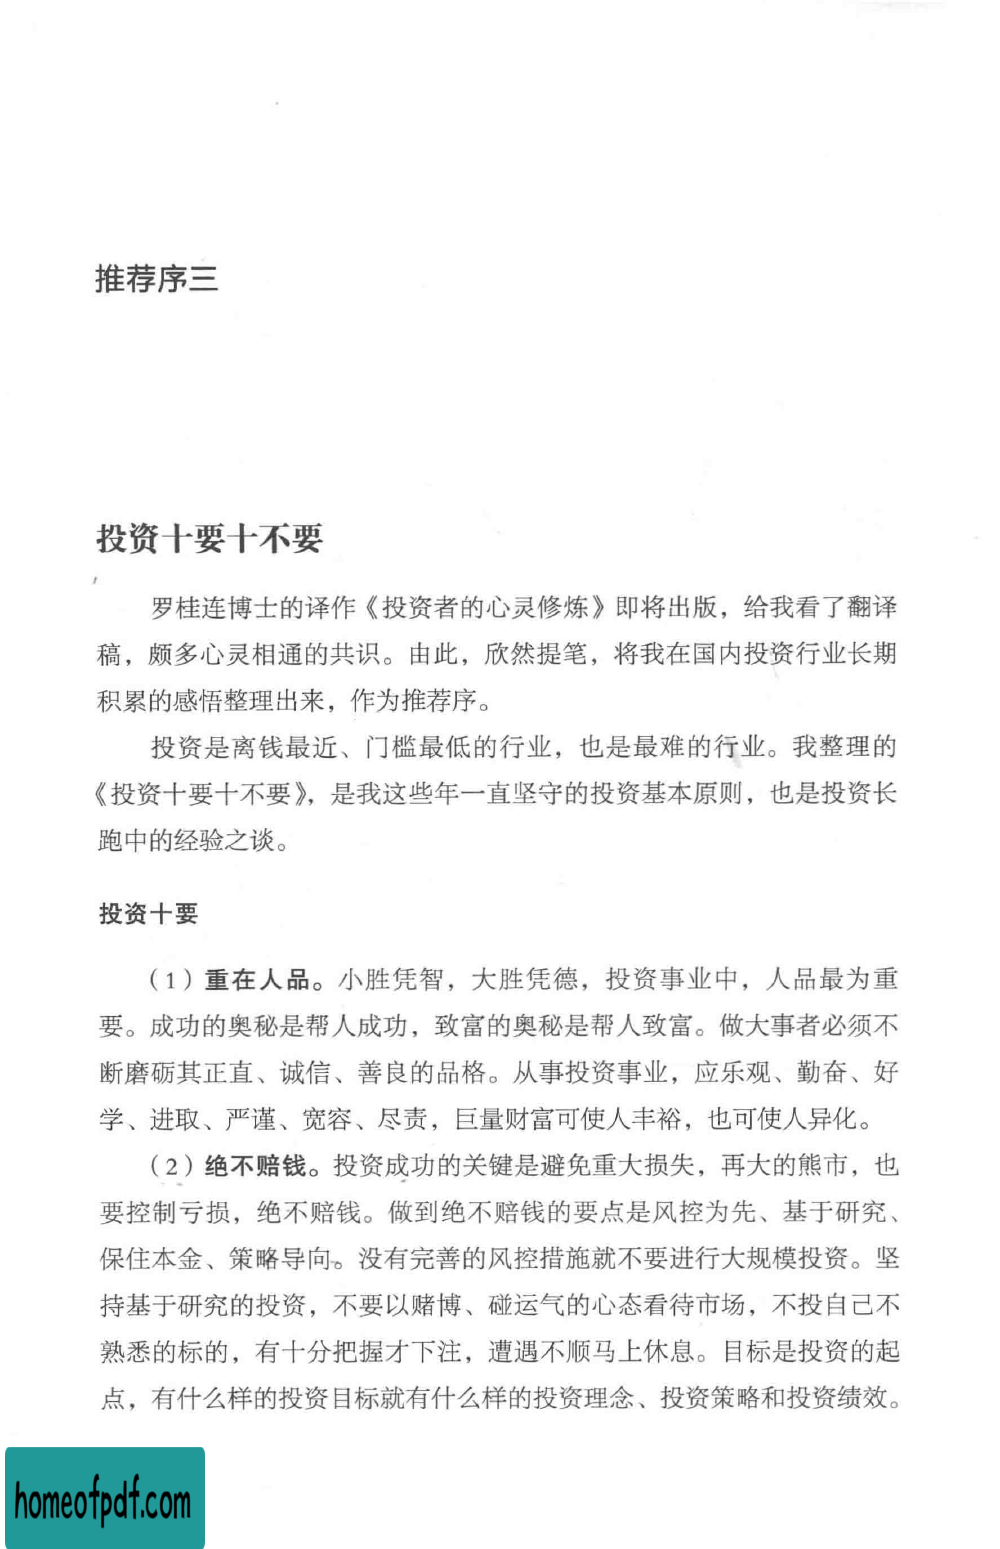 推荐序三
投资十要十不要
罗桂连博士的译作《投资者的心灵修炼》即将出版，给我看了翻译
稿，颇多心灵相通的共识。由此，欣然提笔，将我在国内投资行业长期
积累的感悟整理出来，作为推荐序。
投资是离钱最近、门槛最低的行业，也是最难的行业。我整理的
《投资十要十不要》，是我这些年一直坚守的投资基本原则，也是投资长
跑中的经验之谈。
投资十要
（1）重在人品。小胜凭智，大胜凭德，投资事业中，人品最为重
要。成功的奥秘是帮人成功，致富的奥秘是帮人致富。做大事者必须不
断磨砺其正直、诚信、善良的品格。从事投资事业，应乐观、勤奋、好
学、进取、严谨、宽容、尽责，巨量财富可使人丰裕，也可使人异化。
（2）绝不赔钱。投资成功的关键是避免重大损失，再大的熊市，也
要控制亏损，绝不赔钱。做到绝不赔钱的要点是风控为先、基于研究、
保住本金、策略导向。没有完善的风控措施就不要进行大规模投资。坚
持基于研究的投资，不要以赌博、碰运气的心态看待市场，不投自己不
熟悉的标的，有十分把握才下注，遭遇不顺马上休息。目标是投资的起
点，有什么样的投资目标就有什么样的投资理念、投资策略和投资绩效。
homeofpdf.com